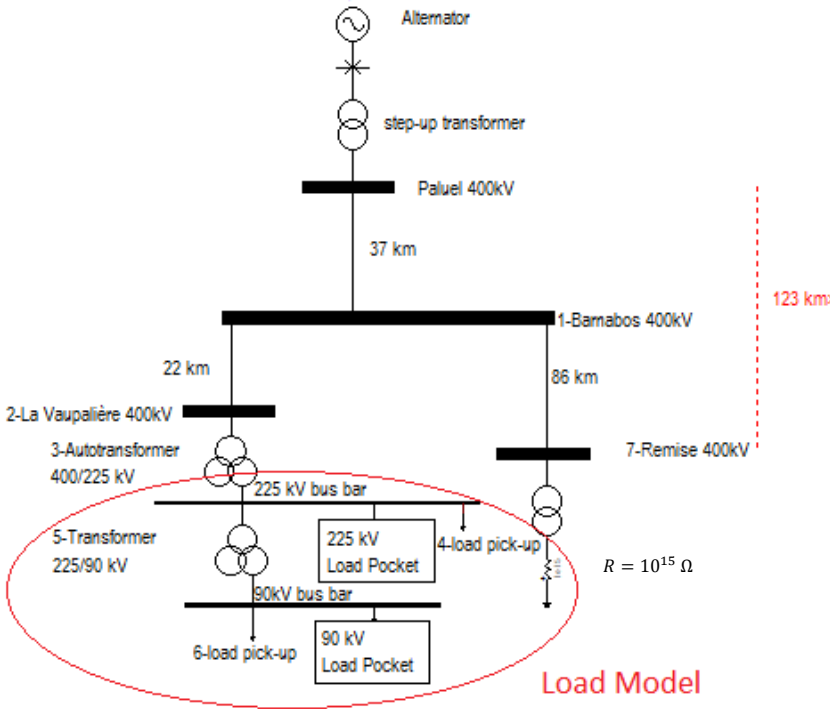 Alternator
step-up transformer
Paluel 400kV
37 km
123 km
1-Barnabos 400kV
22 km
86 km
2-La Vaupalière 400kV
3-Autotransformer
400/225 kV
7-Remise 400kV
225 kV bus bar
5-Transformer
225/90 kV
225 kV
Load Pocket
4-load pick-up
R = 10¹⁵ Ω
90kV bus bar
6-load pick-up
90 kV
Load Pocket
Load Model